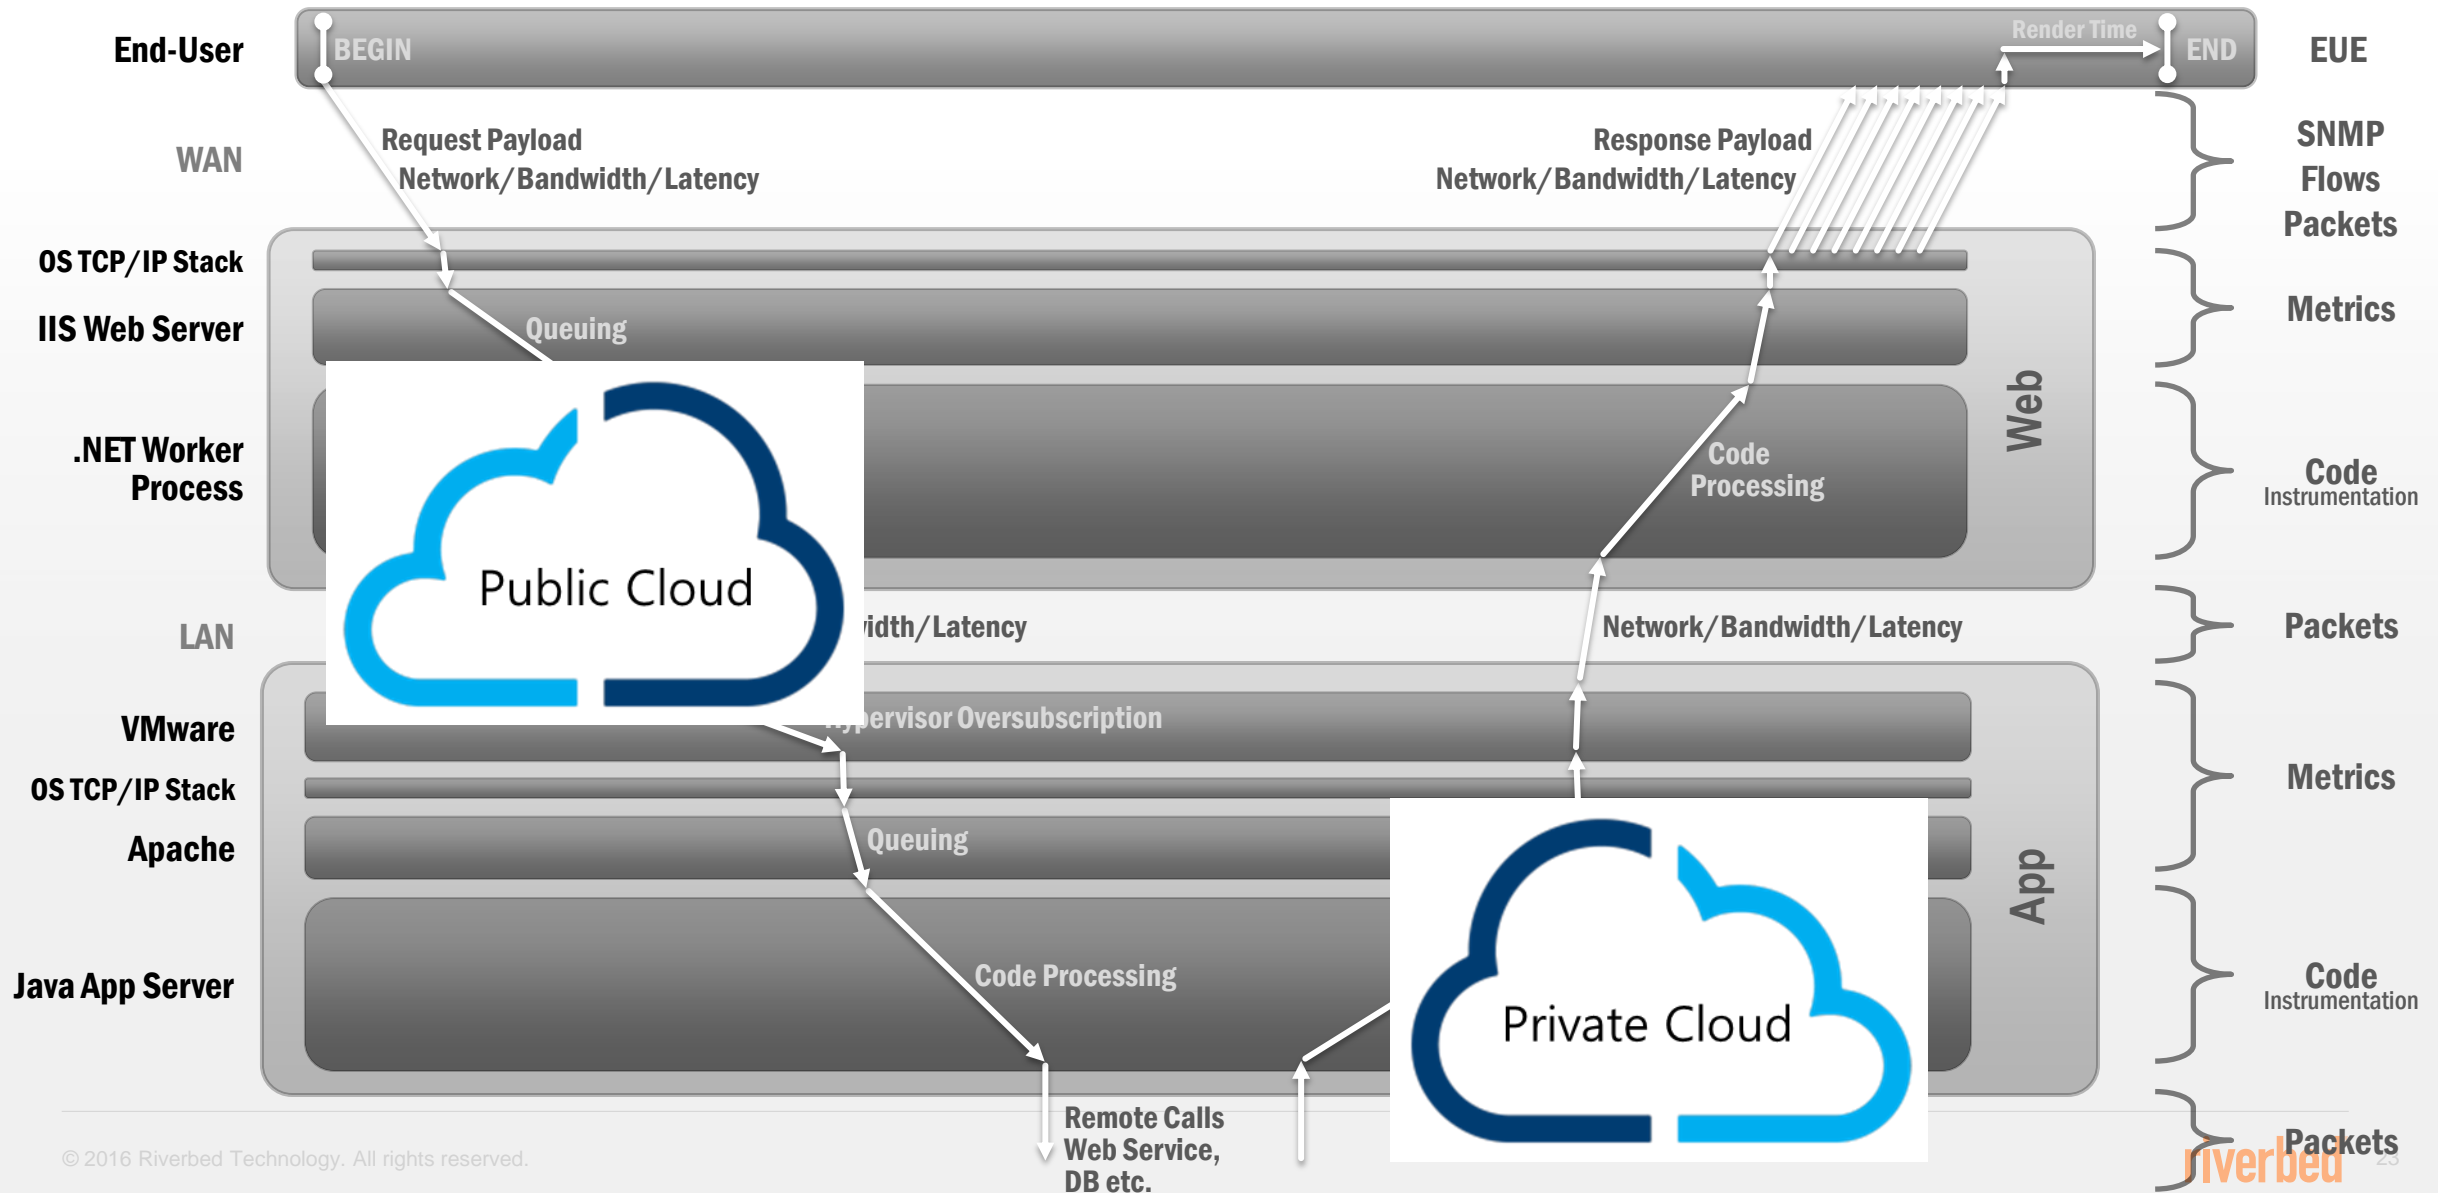 End-User
BEGIN
Render Time
END
EUE
WAN
Request Payload
Network/Bandwidth/Latency
Response Payload
Network/Bandwidth/Latency
SNMP
Flows
Packets
OS TCP/IP Stack
IIS Web Server
Queuing
Metrics
Web
.NET Worker
Process
Code
Processing
Code
Instrumentation
Public Cloud
LAN
/Latency
Network/Bandwidth/Latency
Packets
VMware
Oversubscription
OS TCP/IP Stack
Metrics
Apache
Queuing
App
Java App Server
Code Processing
Code
Instrumentation
Private Cloud
Remote Calls
Web Service,
DB etc.
Packets
© 2016 Riverbed Technology. All rights reserved.
riverbed
23